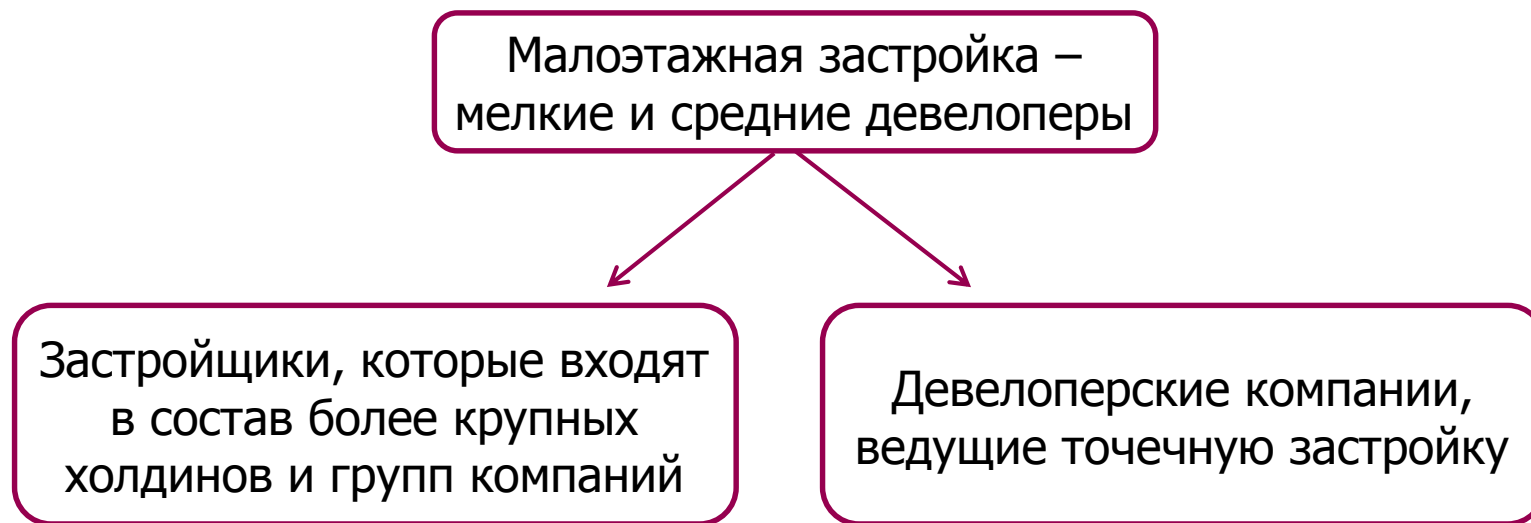 Малоэтажная застройка –
мелкие и средние девелоперы
Застройщики, которые входят
в состав более крупных
холдинов и групп компаний
Девелоперские компании,
ведущие точечную застройку